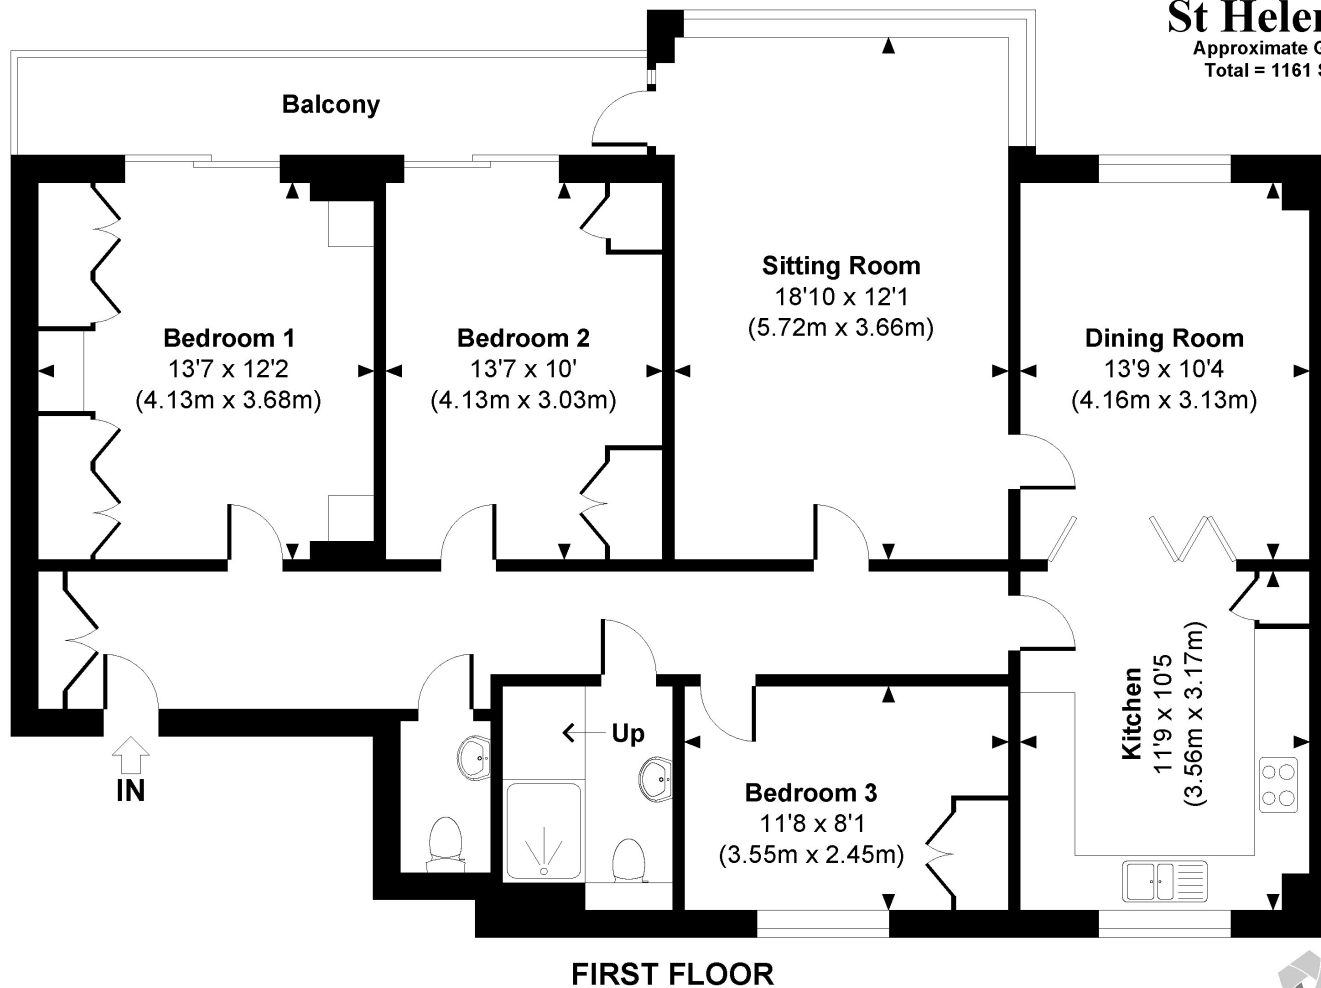 St Helen
Approximate G
Total = 1161 S
Balcony
Sitting Room
18'10 x 12'1
(5.72m x 3.66m)
Bedroom 1
13'7 x 12'2
(4.13m x 3.68m)
Bedroom 2
13'7 x 10'
(4.13m x 3.03m)
Dining Room
13'9 x 10'4
(4.16m x 3.13m)
Kitchen
11'9 x 10'5
(3.56m x 3.17m)
Up
IN
Bedroom 3
11'8 x 8'1
(3.55m x 2.45m)
FIRST FLOOR